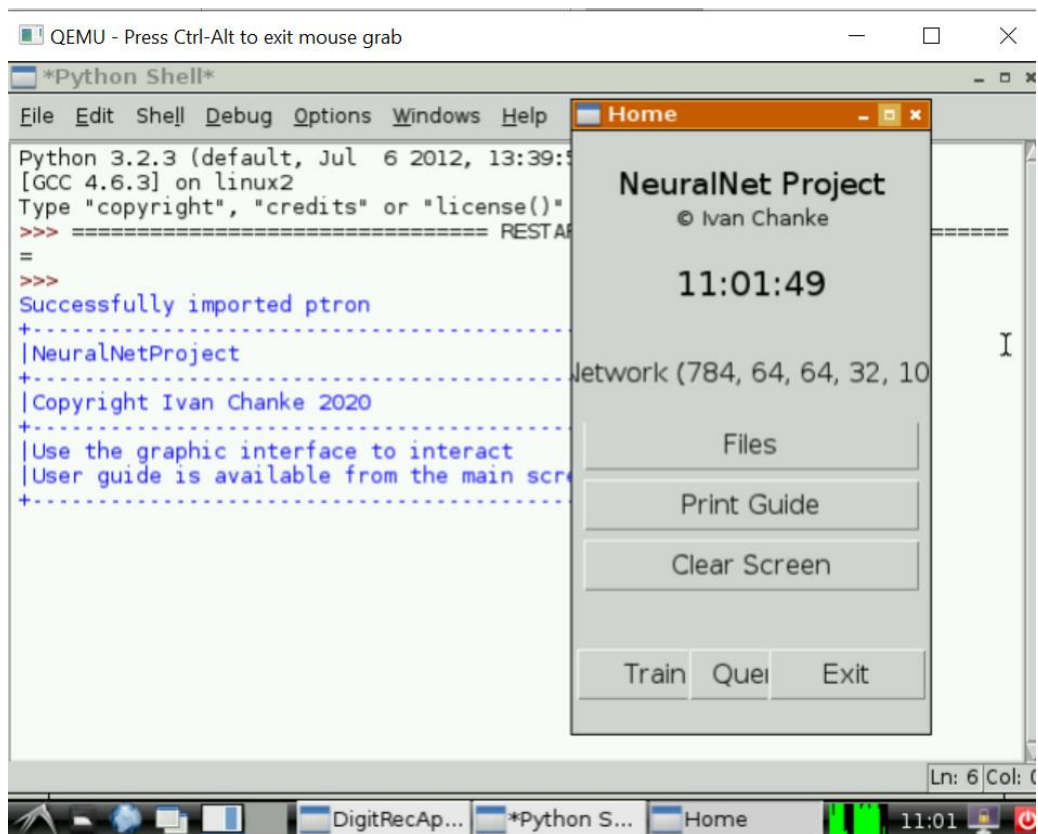 QEMU - Press Ctrl-Alt to exit mouse grab
*Python Shell*
File Edit Shell Debug Options Windows Help
Python 3.2.3 (default, Jul 6 2012, 13:39:
[GCC 4.6.3] on linux2
Type "copyright", "credits" or "license()"
>>> ================================ RESTA ======
=
>>>
Successfully imported ptron
+------------------------------------------
|NeuralNetProject
+------------------------------------------
|Copyright Ivan Chanke 2020
+------------------------------------------
|Use the graphic interface to interact
|User guide is available from the main scre
+------------------------------------------
Home
NeuralNet Project
© Ivan Chanke
11:01:49
etwork (784, 64, 64, 32, 10
Files
Print Guide
Clear Screen
Train Quer Exit
Ln: 6 Col: 0
DigitRecAp... *Python S... Home 11:01